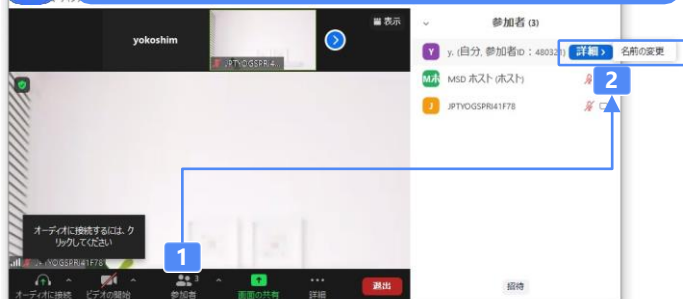 表示
参加者 (3)
yokoshim
JPTYOGSPRI4...
Y
y. (自分, 参加者ID：480321)
詳細 >
名前の変更
M木
MSD ホスト (ホスト)
2
J
JPTYOGSPRI41F78
オーディオに接続するには、ク
リックしてください
1
JPTYOGSPRI41F78
3
オーディオに接続
ビデオの開始
参加者
画面の共有
詳細
退出
招待